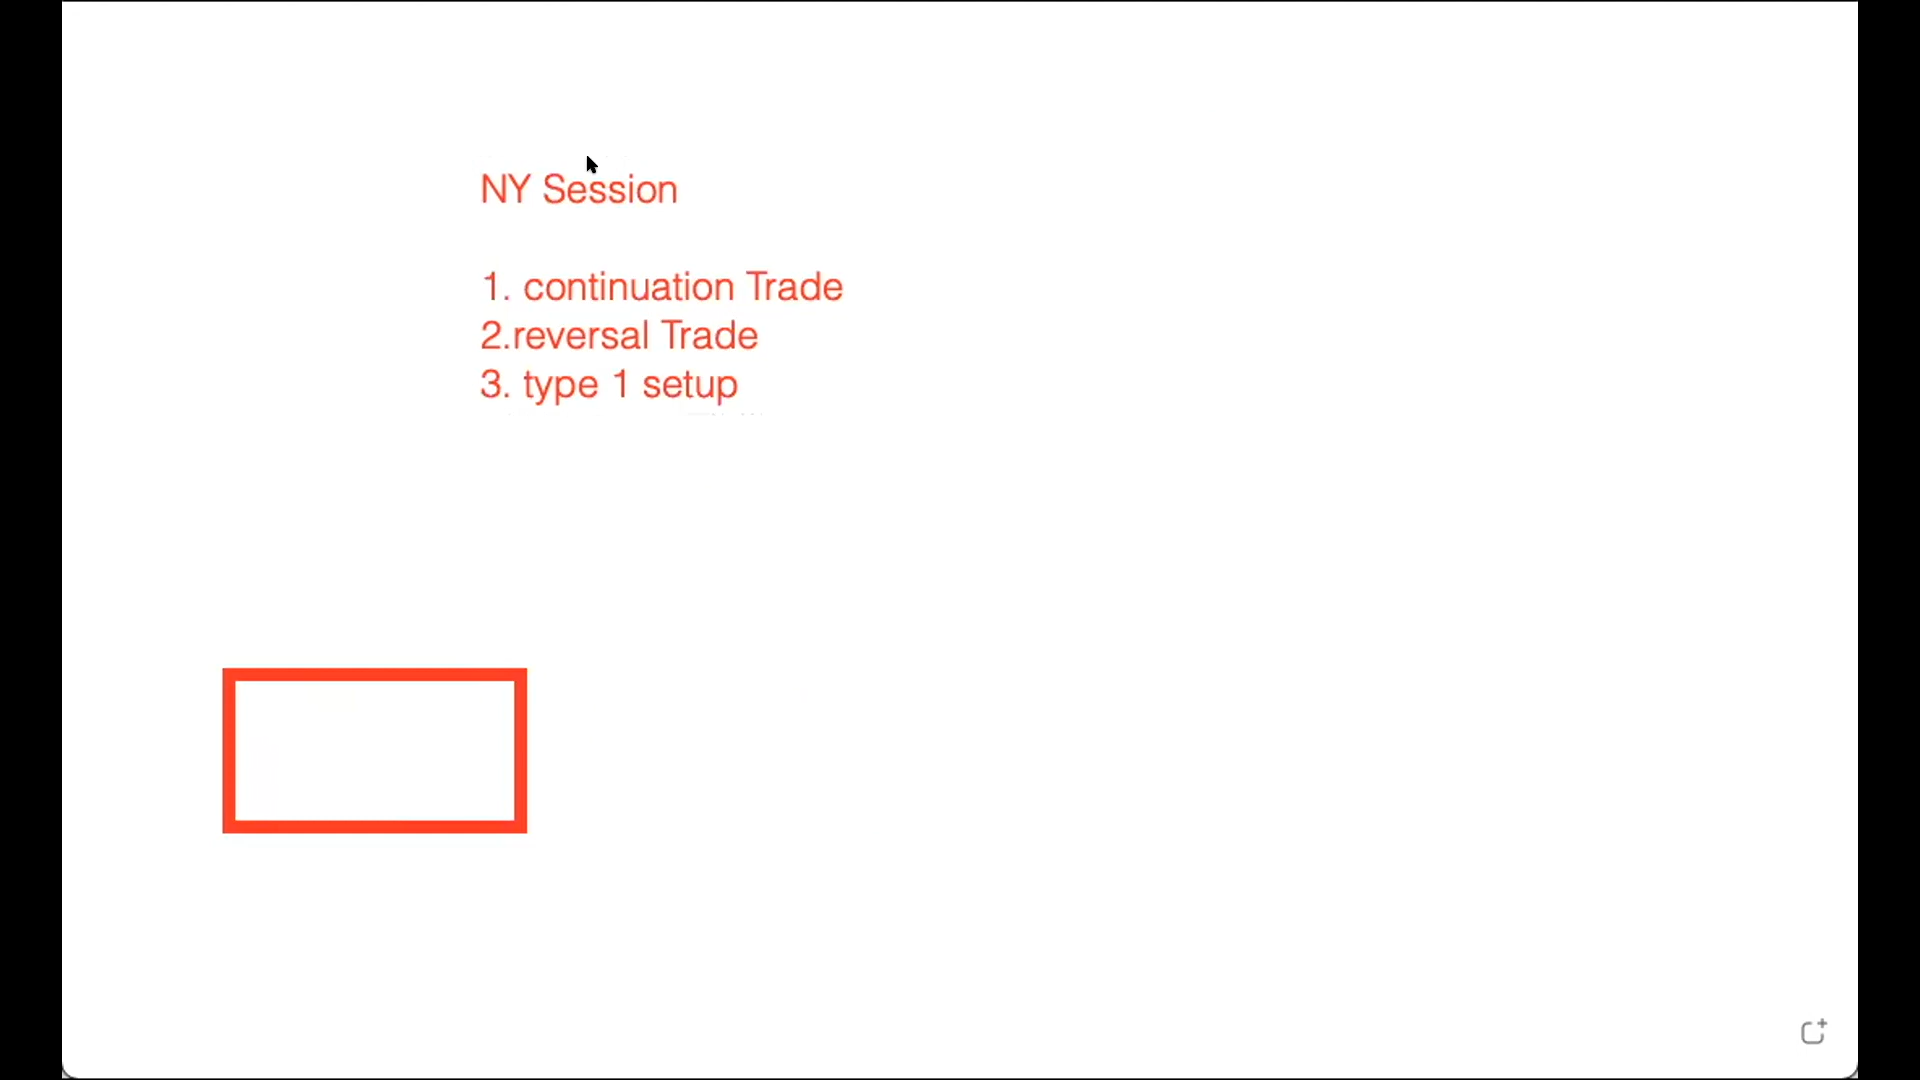 NY Session
1. continuation Trade
2.reversal Trade
3. type 1 setup